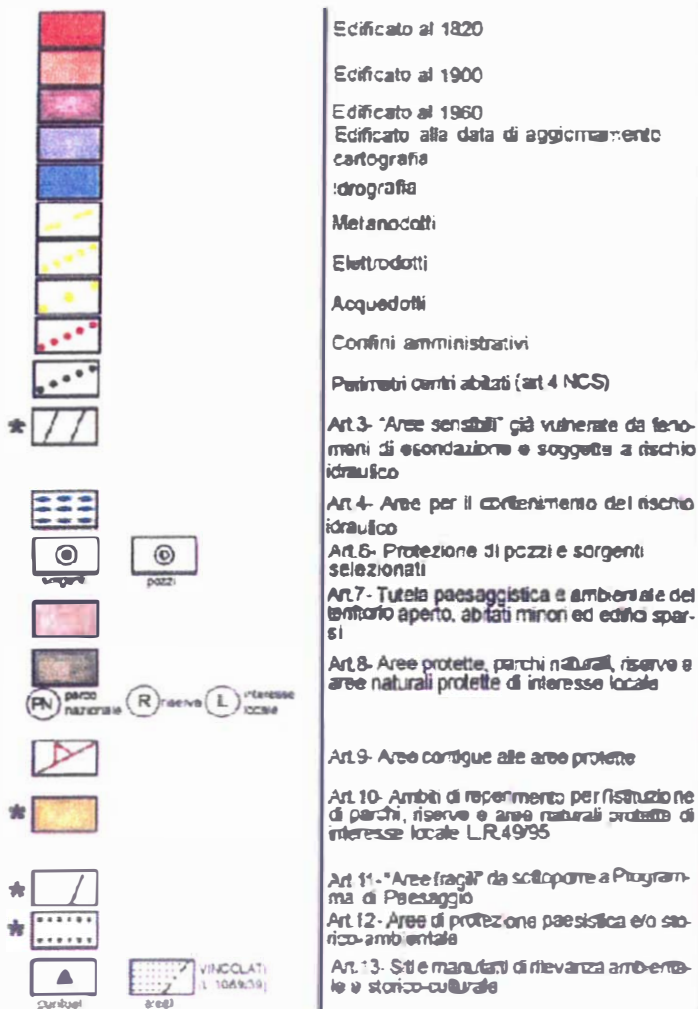 Edificato al 1820
Edificato al 1900
Edificato al 1960
Edificato alla data di aggiornamento
cartografia
Idrografia
Metanodotti
Elettrodotti
Acquedotti
Confini amministrativi
Perimetri centri abitati (art 4 NCS)
* Art.3- "Aree sensibili" già vulnerate da feno-
meni di esondazione e soggette a rischio
idraulico
Art.4- Aree per il contenimento del rischio
idraulico
sorgenti pozzi Art.6- Protezione di pozzi e sorgenti
selezionati
Art.7- Tutela paesaggistica e ambientale del
territorio aperto, abitati minori ed edifici spar-
si
Art.8- Aree protette, parchi naturali, riserve e
aree naturali protette di interesse locale
PN parco nazionale R riserva IL interesse locale
Art.9- Aree contigue alle aree protette
* Art.10- Ambiti di reperimento per l'istituzione
di parchi, riserve e aree naturali protette di
interesse locale L.R.49/95
* Art.11-"Aree fragili" da sottoporre a Program-
ma di Paesaggio
* Art.12- Aree di protezione paesistica e/o sto-
rico-ambientale
Art.13- Siti e manufatti di rilevanza ambienta-
le e storico-culturale
puntuali areali VINCOLATI
(L.1089/39)